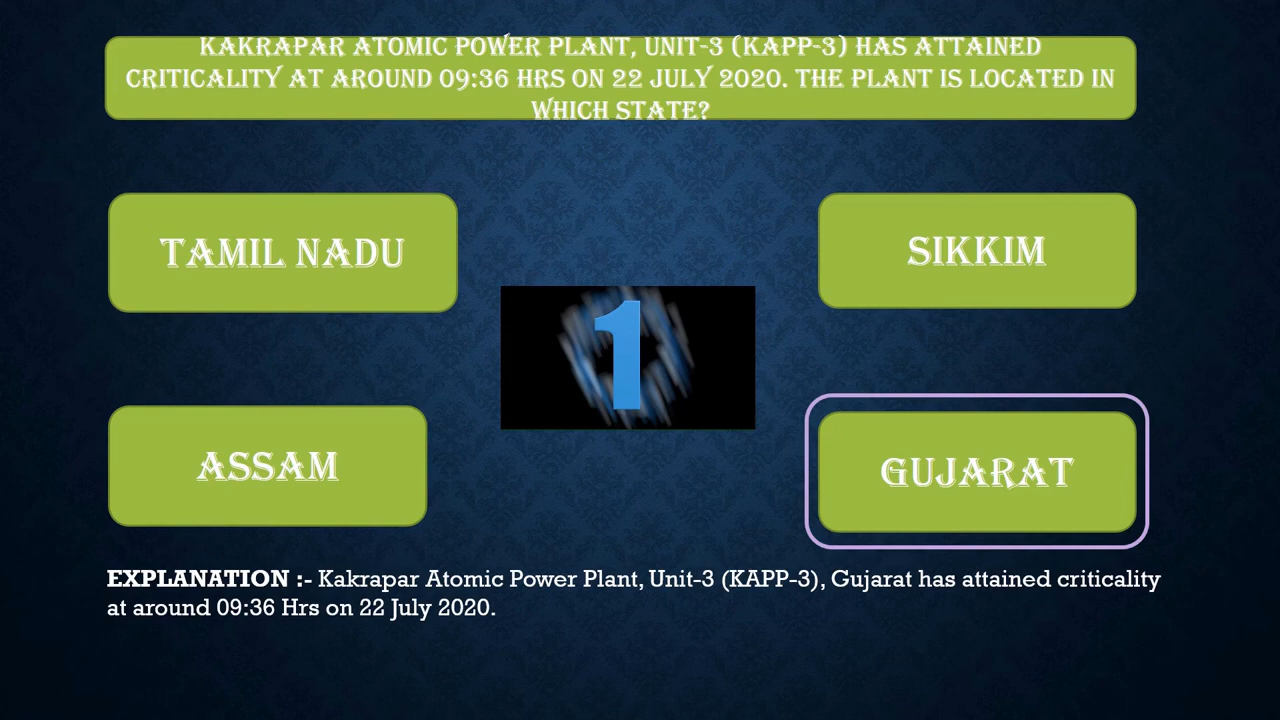 KAKRAPAR ATOMIC POWER PLANT, UNIT-3 (KAPP-3) HAS ATTAINED
CRITICALITY AT AROUND 09:36 HRS ON 22 JULY 2020. THE PLANT IS LOCATED IN
WHICH STATE?
TAMIL NADU
SIKKIM
1
ASSAM
GUJARAT
EXPLANATION :- Kakrapar Atomic Power Plant, Unit-3 (KAPP-3), Gujarat has attained criticality
at around 09:36 Hrs on 22 July 2020.